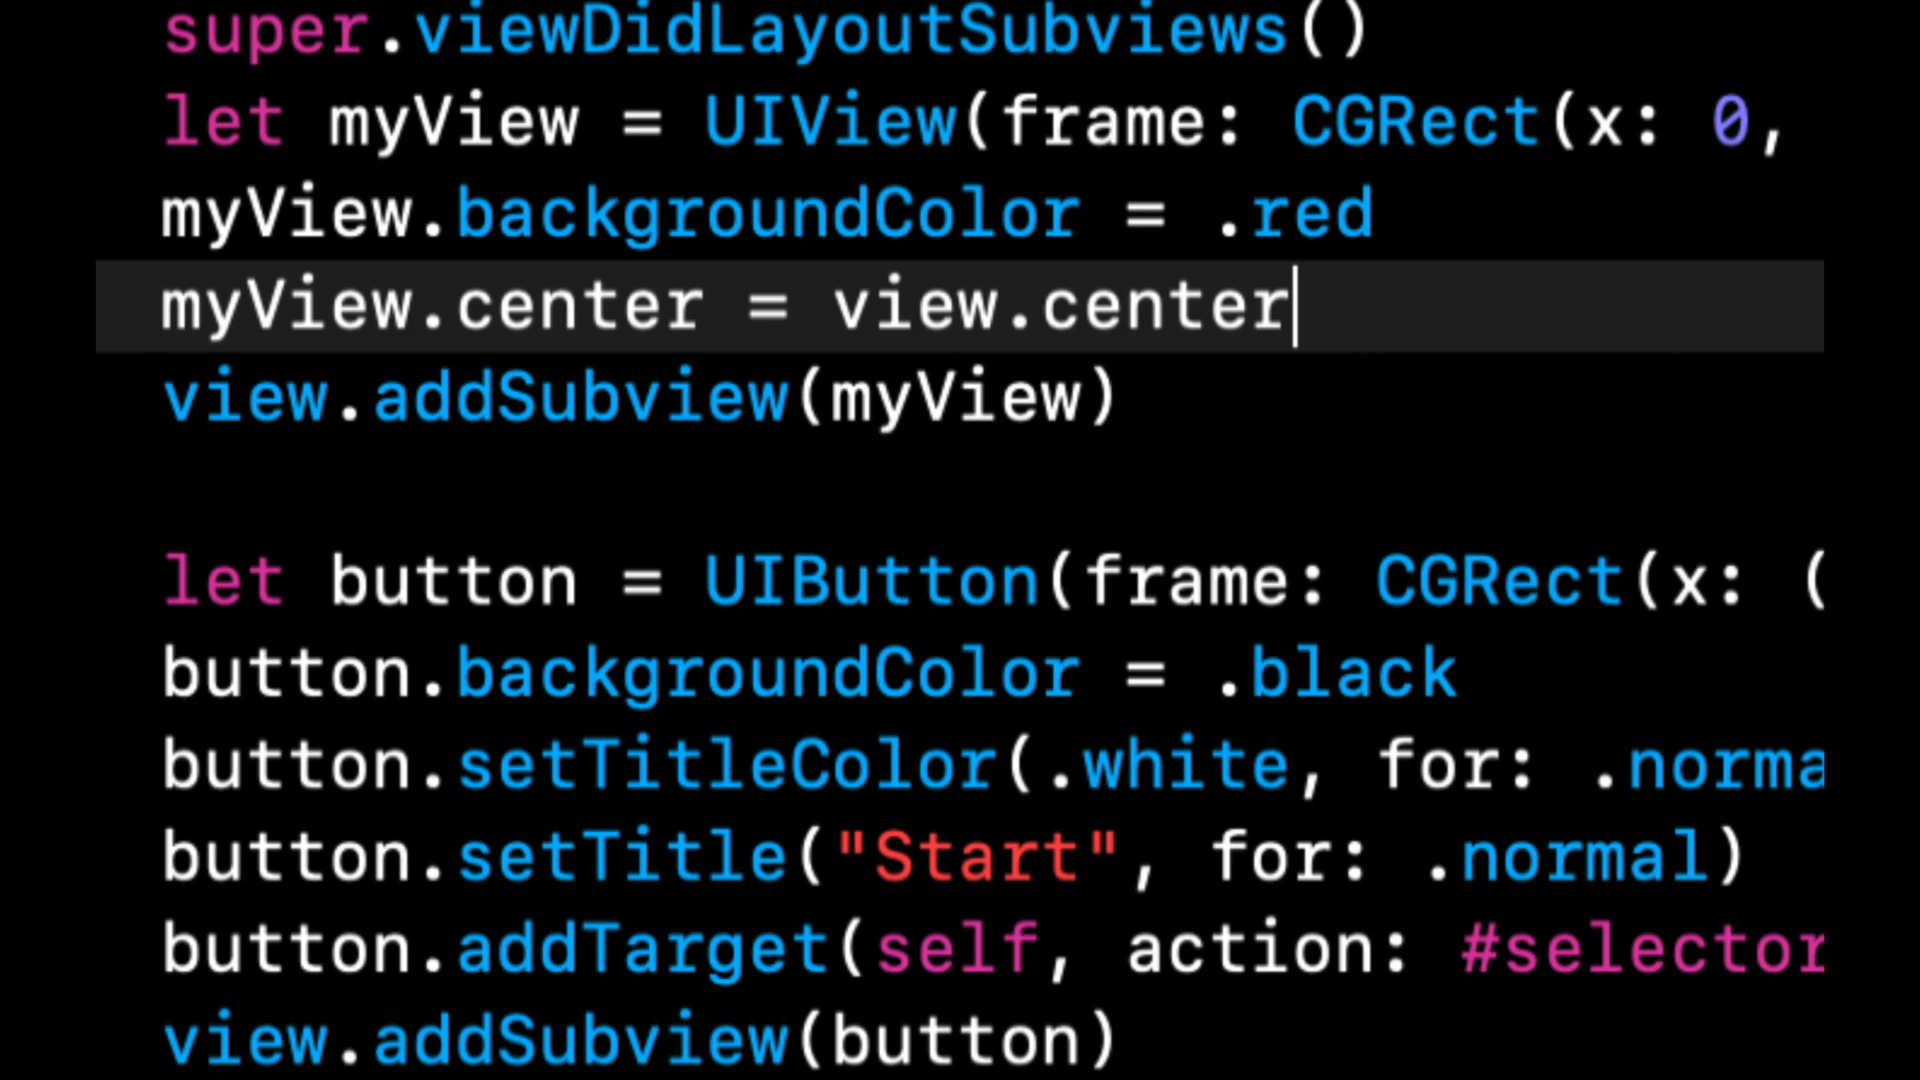 super.viewDidLayoutSubviews()
let myView = UIView(frame: CGRect(x: 0,
myView.backgroundColor = .red
myView.center = view.center
view.addSubview(myView)
let button = UIButton(frame: CGRect(x: (
button.backgroundColor = .black
button.setTitleColor(.white, for: .norma
button.setTitle("Start", for: .normal)
button.addTarget(self, action: #selector
view.addSubview(button)